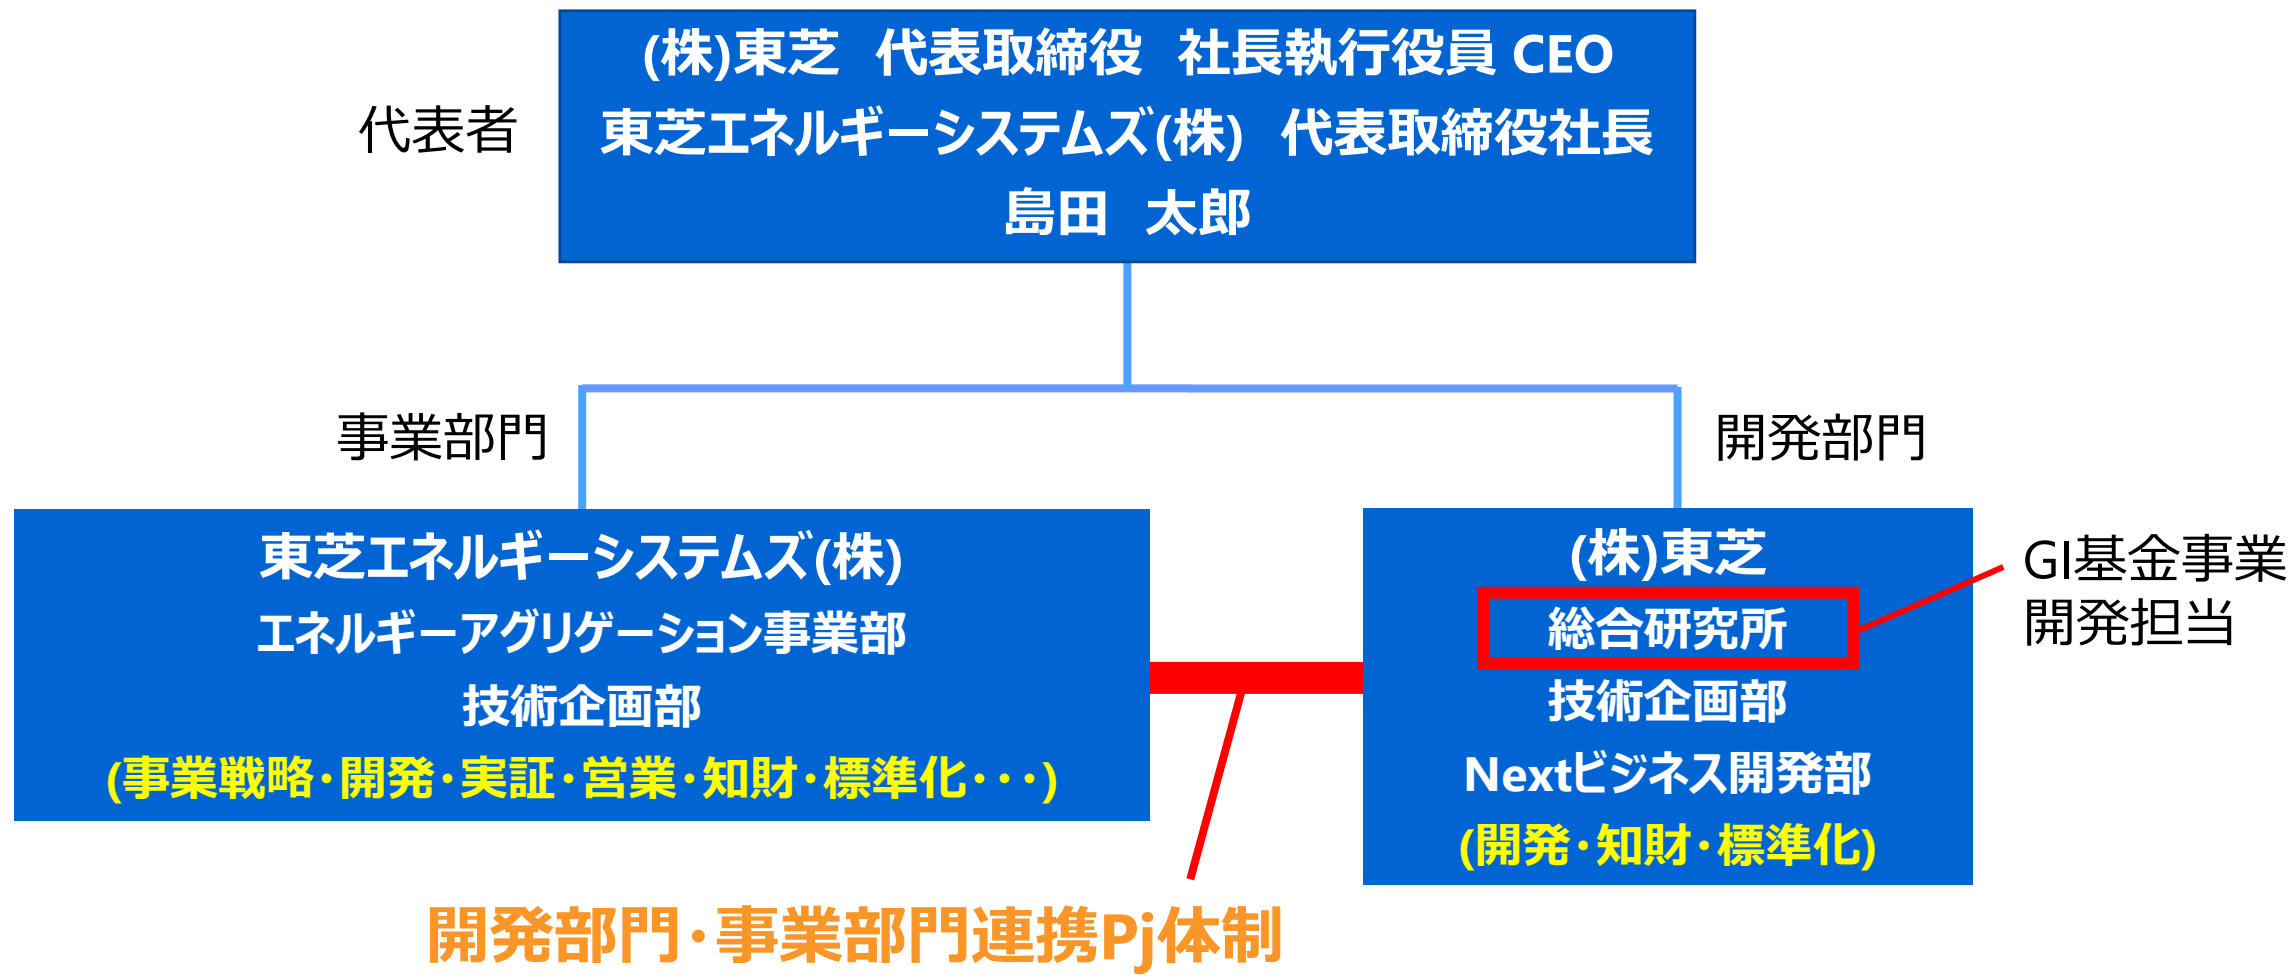 (株)東芝　代表取締役　社長執行役員 CEO
東芝エネルギーシステムズ(株)　代表取締役社長
島田　太郎
代表者
事業部門
開発部門
東芝エネルギーシステムズ(株)
エネルギーアグリゲーション事業部
技術企画部
(事業戦略・開発・実証・営業・知財・標準化・・・)
(株)東芝
総合研究所
技術企画部
Nextビジネス開発部
(開発・知財・標準化)
GI基金事業
開発担当
開発部門・事業部門連携Pj体制